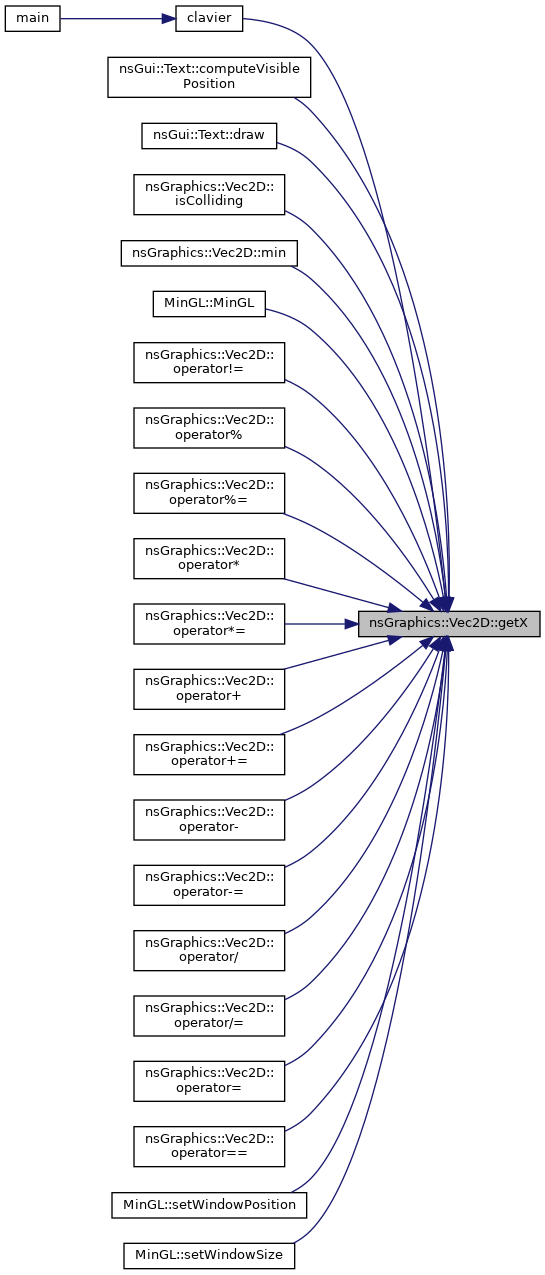 main
clavier
nsGui::Text::computeVisible
Position
nsGui::Text::draw
nsGraphics::Vec2D::
isColliding
nsGraphics::Vec2D::min
MinGL::MinGL
nsGraphics::Vec2D::
operator!=
nsGraphics::Vec2D::
operator%
nsGraphics::Vec2D::
operator%=
nsGraphics::Vec2D::
operator*
nsGraphics::Vec2D::getX
nsGraphics::Vec2D::
operator*=
nsGraphics::Vec2D::
operator+
nsGraphics::Vec2D::
operator+=
nsGraphics::Vec2D::
operator-
nsGraphics::Vec2D::
operator-=
nsGraphics::Vec2D::
operator/
nsGraphics::Vec2D::
operator/=
nsGraphics::Vec2D::
operator=
nsGraphics::Vec2D::
operator==
MinGL::setWindowPosition
MinGL::setWindowSize